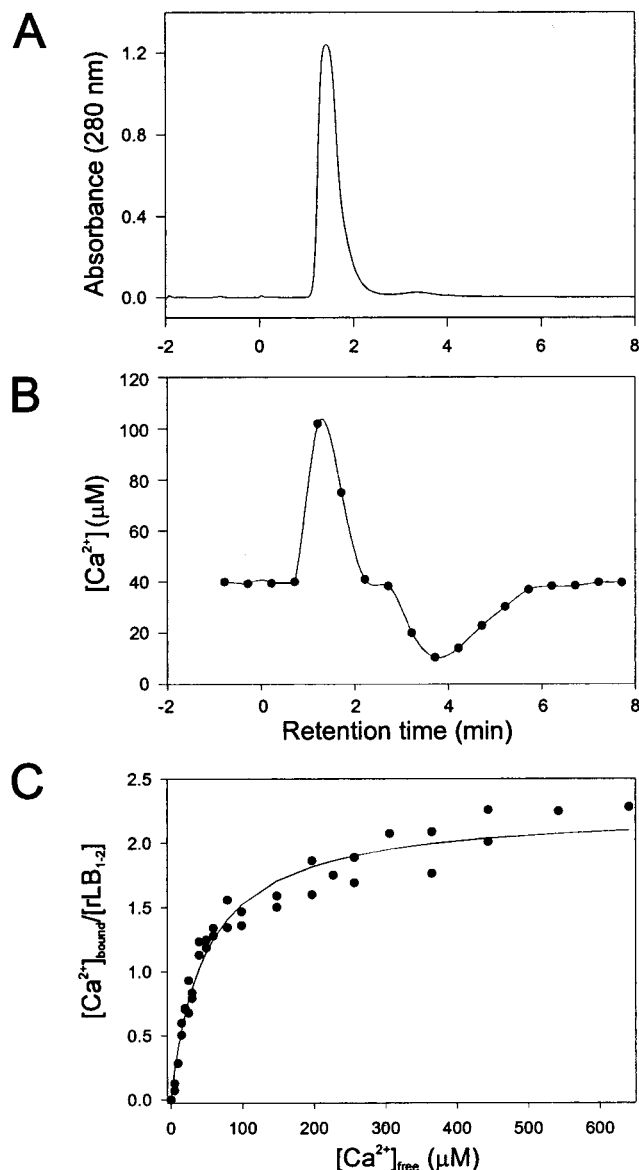 A
Absorbance (280 nm)
1.2
0.8
0.4
0.0
-2 0 2 4 6 8
B
[Ca²⁺] (µM)
120
100
80
60
40
20
0
-2 0 2 4 6 8
Retention time (min)
C
[Ca²⁺]bound/[rLB1-2]
2.5
2.0
1.5
1.0
0.5
0.0
0 100 200 300 400 500 600
[Ca²⁺]free (µM)